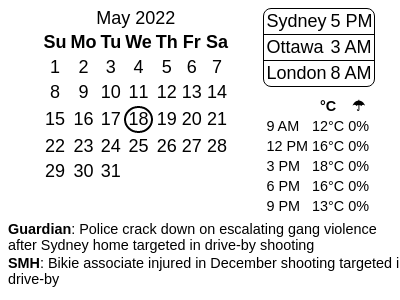 May 2022
Su Mo Tu We Th Fr Sa
1 2 3 4 5 6 7
8 9 10 11 12 13 14
15 16 17 18 19 20 21
22 23 24 25 26 27 28
29 30 31
Sydney 5 PM
Ottawa 3 AM
London 8 AM
°C ☂
9 AM 12°C 0%
12 PM 16°C 0%
3 PM 18°C 0%
6 PM 16°C 0%
9 PM 13°C 0%
Guardian: Police crack down on escalating gang violence
after Sydney home targeted in drive-by shooting
SMH: Bikie associate injured in December shooting targeted i
drive-by